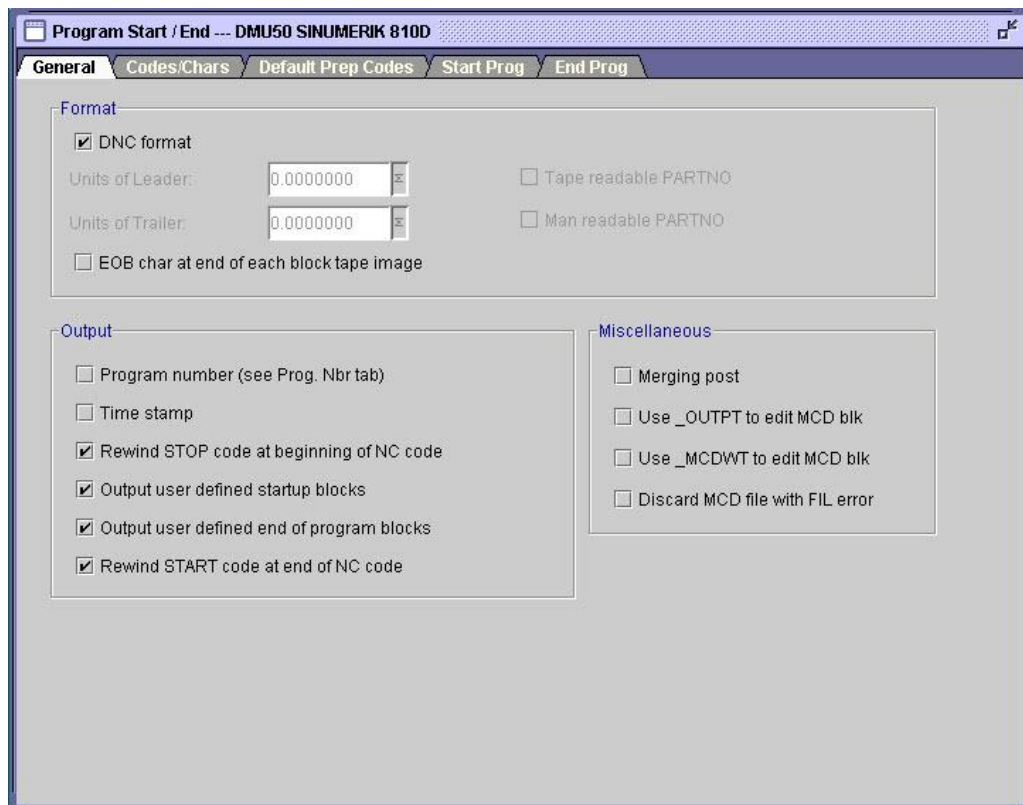 Program Start / End --- DMU50 SINUMERIK 810D
General Codes/Chars Default Prep Codes Start Prog End Prog
Format
DNC format
Units of Leader: 0.0000000 Tape readable PARTNO
Units of Trailer: 0.0000000 Man readable PARTNO
EOB char at end of each block tape image
Output
Program number (see Prog. Nbr tab)
Time stamp
Rewind STOP code at beginning of NC code
Output user defined startup blocks
Output user defined end of program blocks
Rewind START code at end of NC code
Miscellaneous
Merging post
Use _OUTPT to edit MCD blk
Use _MCDWT to edit MCD blk
Discard MCD file with FIL error